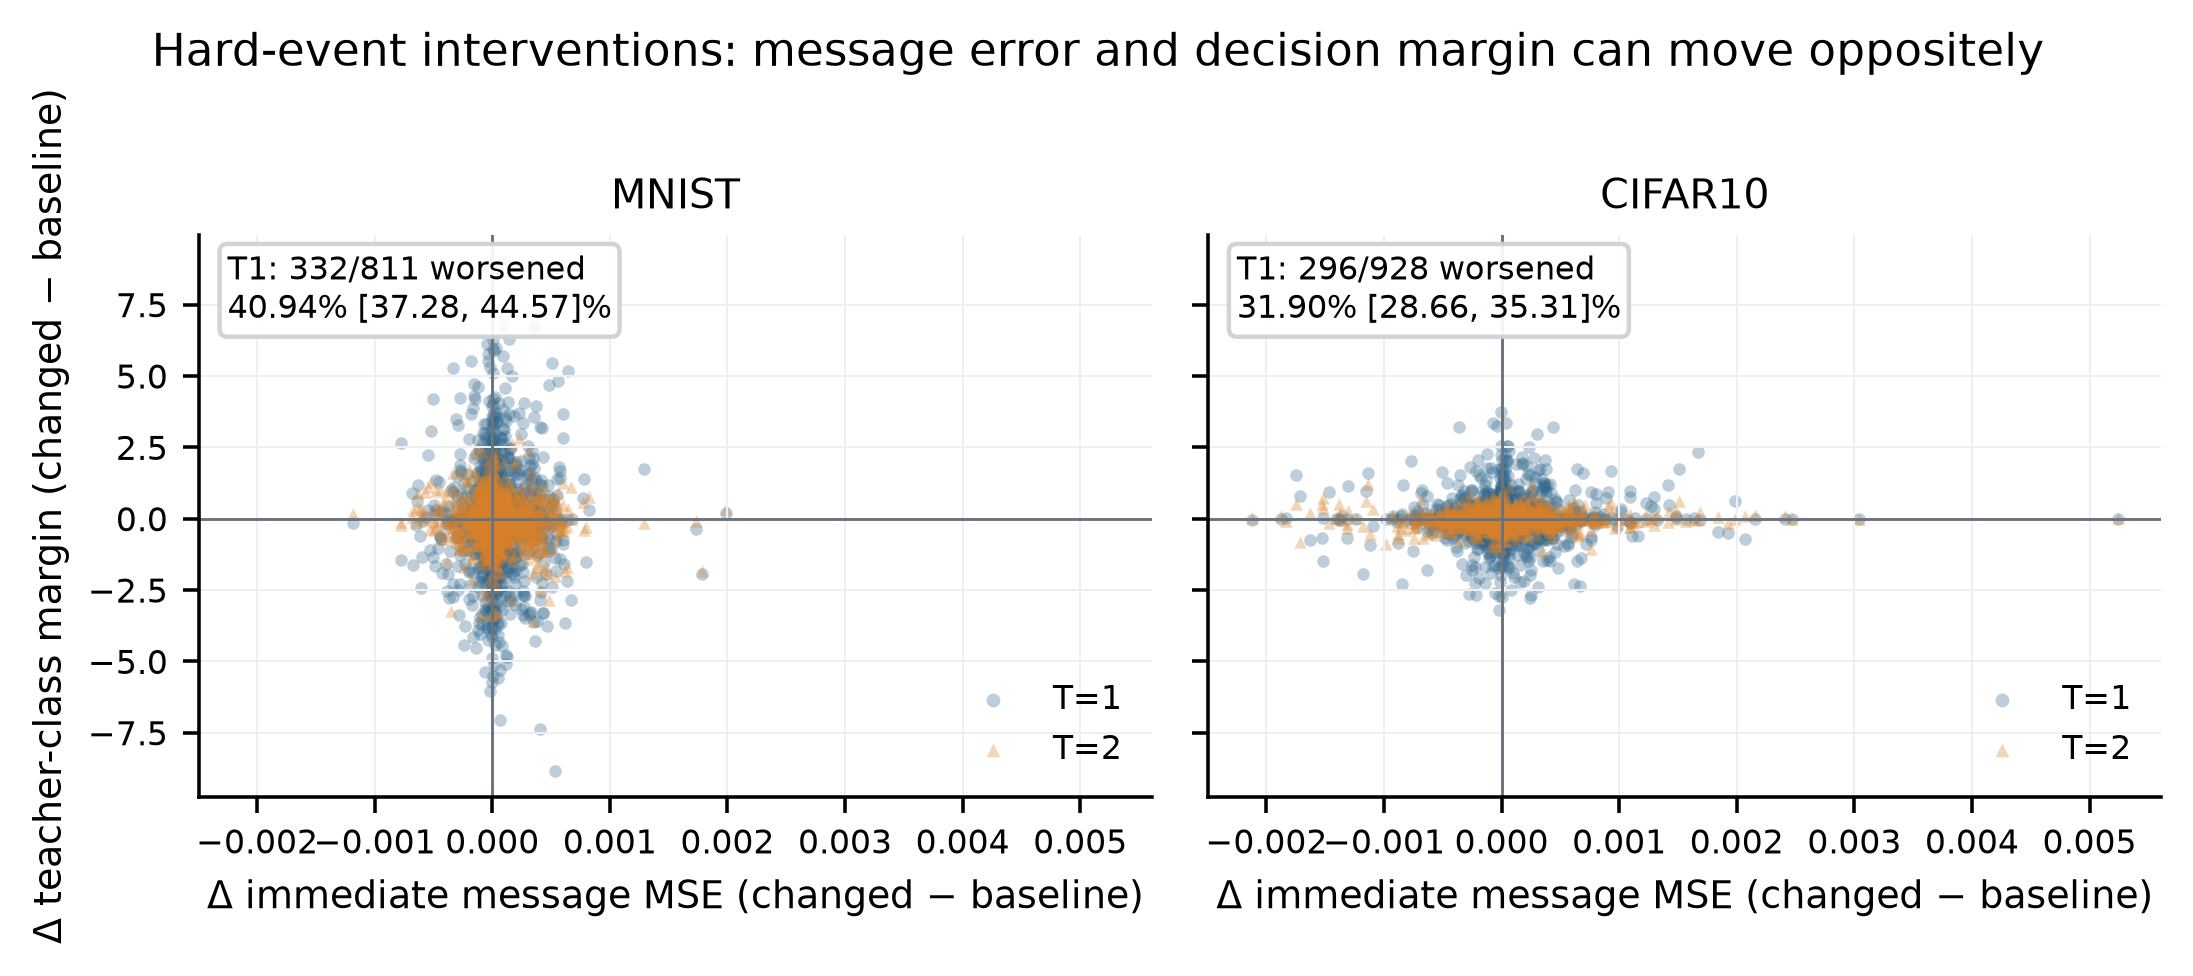 Hard-event interventions: message error and decision margin can move oppositely
Δ teacher-class margin (changed − baseline)
MNIST
T1: 332/811 worsened
40.94% [37.28, 44.57]%
7.5
5.0
2.5
0.0
−2.5
−5.0
−7.5
T=1
T=2
−0.002 −0.001 0.000 0.001 0.002 0.003 0.004 0.005
Δ immediate message MSE (changed − baseline)
CIFAR10
T1: 296/928 worsened
31.90% [28.66, 35.31]%
T=1
T=2
−0.002 −0.001 0.000 0.001 0.002 0.003 0.004 0.005
Δ immediate message MSE (changed − baseline)